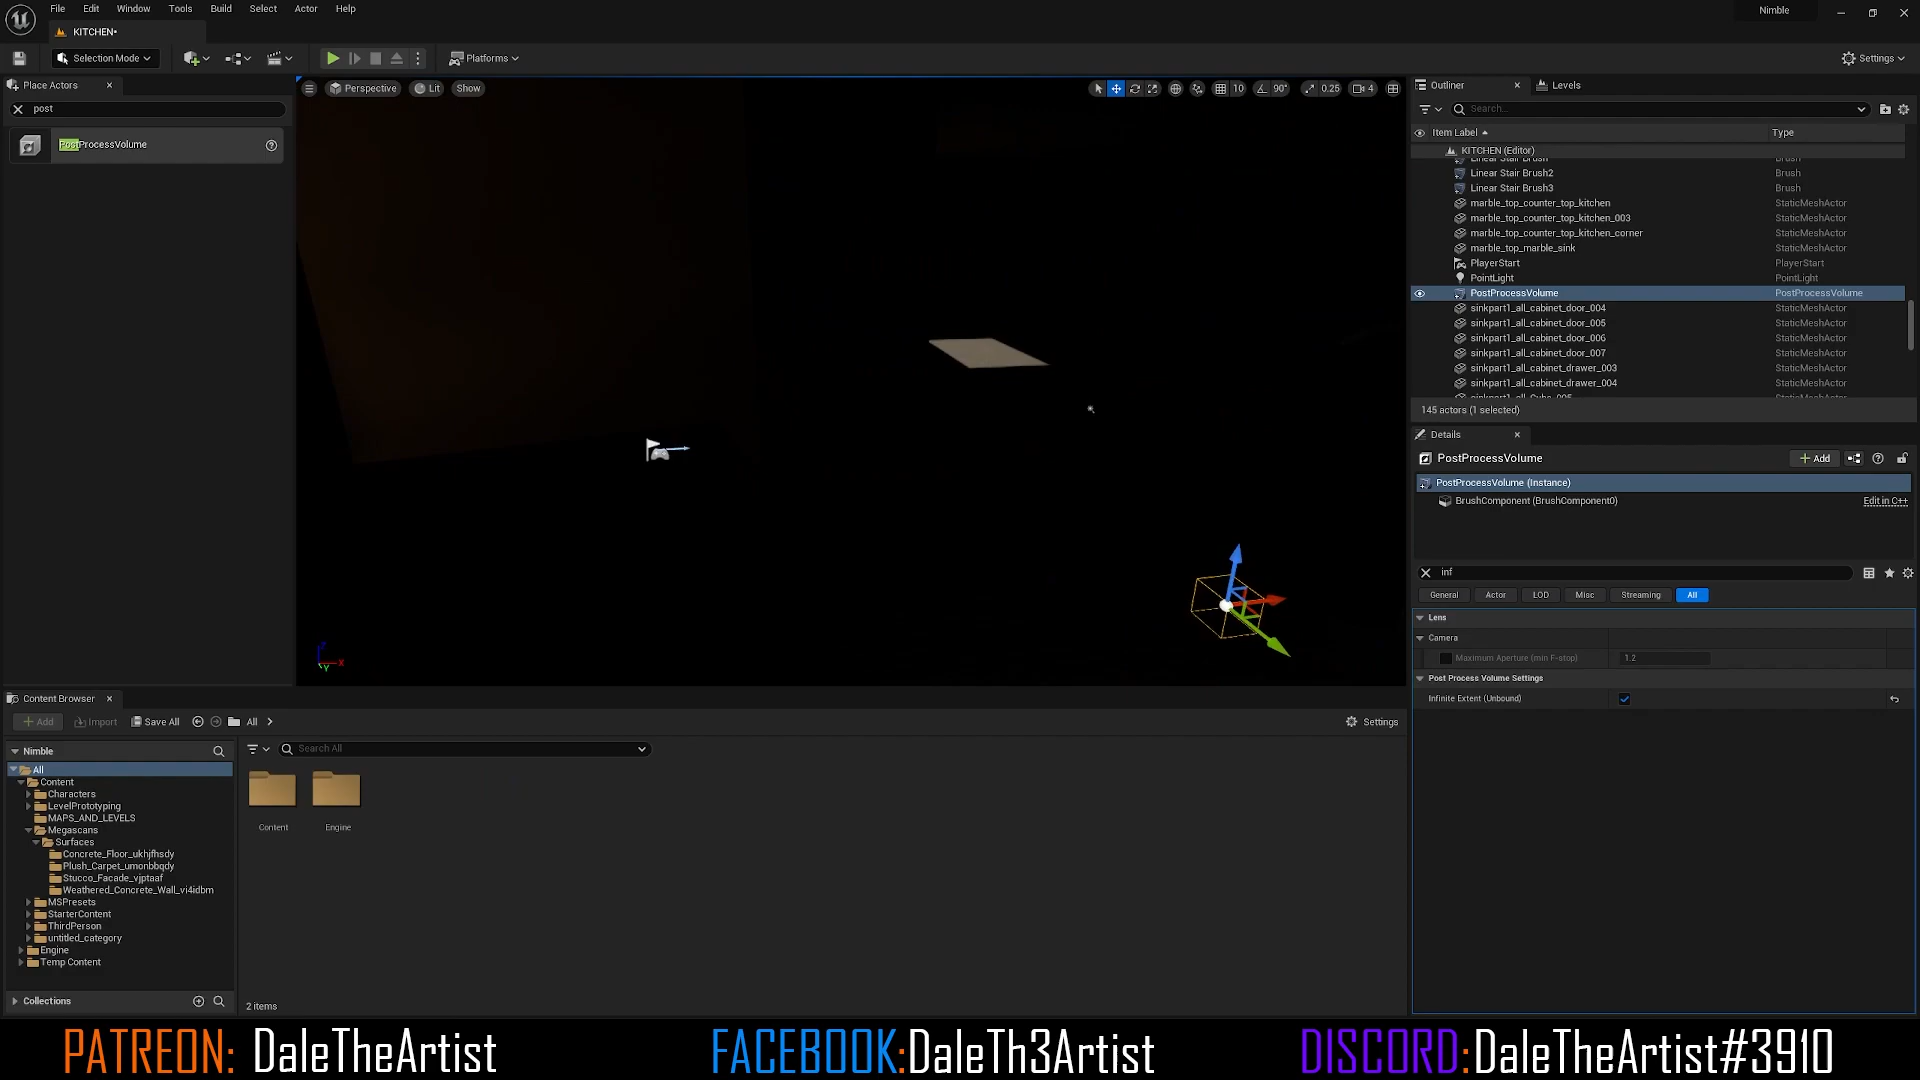 File Edit Window Tools Build Select Actor Help
Nimble
KITCHEN•
Selection Mode
Platforms
Settings
Place Actors
post
PostProcessVolume
Perspective
Lit
Show
10
90°
0.25
4
Outliner
Levels
Search...
Item Label
Type
KITCHEN (Editor)
Linear Stair Brush Brush
Linear Stair Brush2 Brush
Linear Stair Brush3 Brush
marble_top_counter_top_kitchen StaticMeshActor
marble_top_counter_top_kitchen_003 StaticMeshActor
marble_top_counter_top_kitchen_corner StaticMeshActor
marble_top_marble_sink StaticMeshActor
PlayerStart PlayerStart
PointLight PointLight
PostProcessVolume PostProcessVolume
sinkpart1_all_cabinet_door_004 StaticMeshActor
sinkpart1_all_cabinet_door_005 StaticMeshActor
sinkpart1_all_cabinet_door_006 StaticMeshActor
sinkpart1_all_cabinet_door_007 StaticMeshActor
sinkpart1_all_cabinet_drawer_003 StaticMeshActor
sinkpart1_all_cabinet_drawer_004 StaticMeshActor
145 actors (1 selected)
Details
PostProcessVolume
+ Add
PostProcessVolume (Instance)
BrushComponent (BrushComponent0) Edit in C++
inf
General Actor LOD Misc Streaming All
Lens
Camera
Maximum Aperture (min F-stop) 1.2
Post Process Volume Settings
Infinite Extent (Unbound)
X
Y
Content Browser
+ Add
Import
Save All
All
Settings
Nimble
Search All
All
Content
Characters
LevelPrototyping
MAPS_AND_LEVELS
Megascans
Surfaces
Concrete_Floor_ukhjfhsdy
Plush_Carpet_umonbbqdy
Stucco_Facade_vjptaaf
Weathered_Concrete_Wall_vi4idbm
MSPresets
StarterContent
ThirdPerson
untitled_category
Engine
Temp Content
Content
Engine
Collections
2 items
PATREON: DaleTheArtist
FACEBOOK:DaleTh3Artist
DISCORD:DaleTheArtist#3910